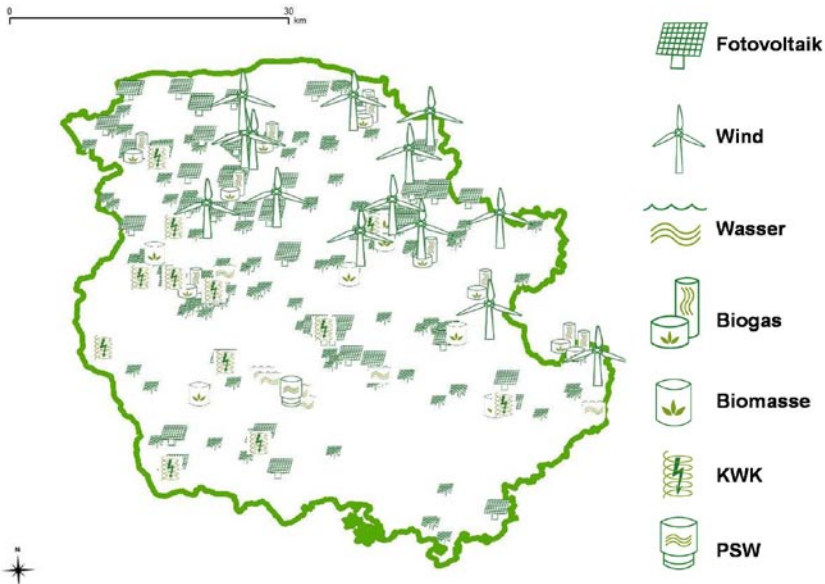 0 30
km
Fotovoltaik
Wind
Wasser
Biogas
Biomasse
KWK
PSW
N